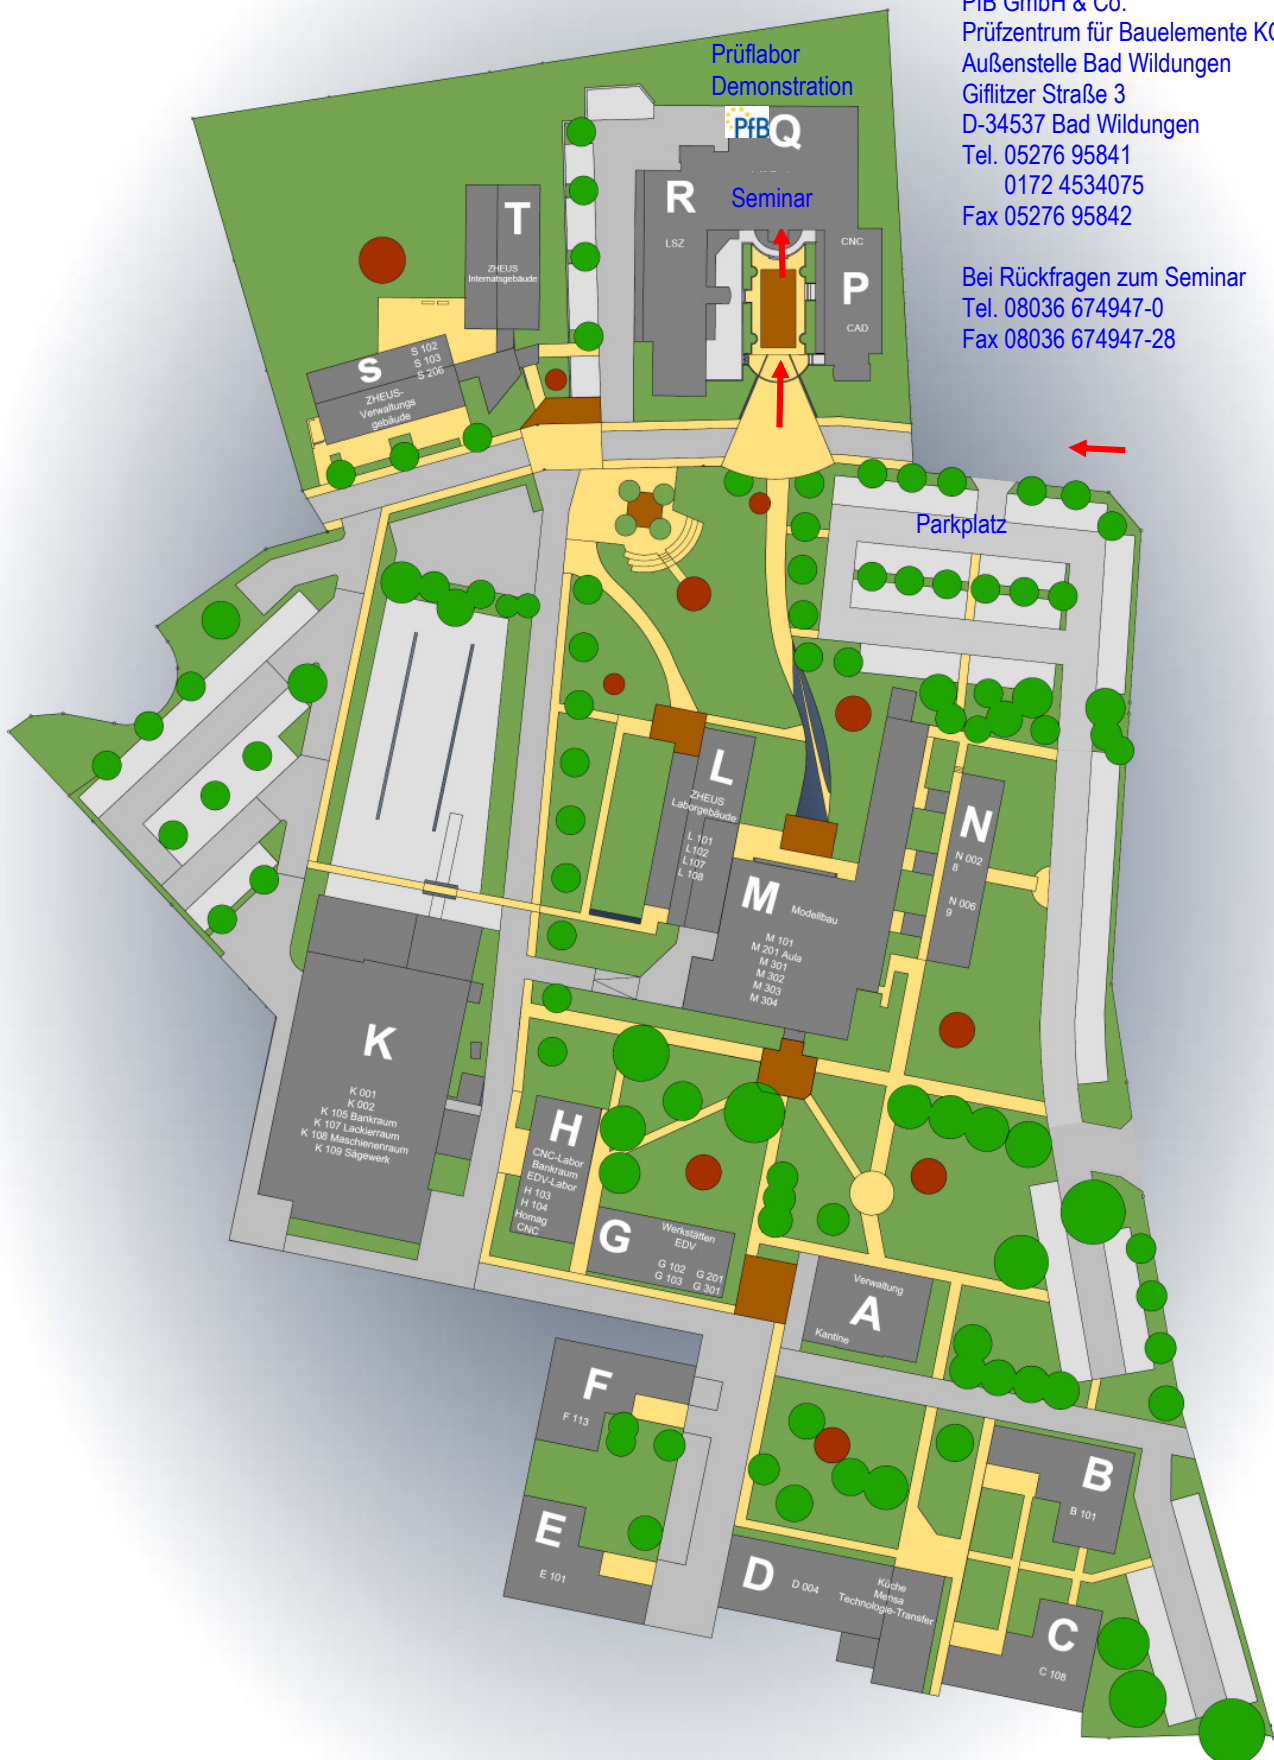 PfB GmbH & Co.
Prüfzentrum für Bauelemente KG
Außenstelle Bad Wildungen
Giflitzer Straße 3
D-34537 Bad Wildungen
Tel. 05276 95841
0172 4534075
Fax 05276 95842
Bei Rückfragen zum Seminar
Tel. 08036 674947-0
Fax 08036 674947-28
Prüflabor
Demonstration
PfB
Q
R
LSZ
Seminar
CNC
P
CAD
T
ZHEUS
Internatsgebäude
S
S 102
S 103
S 206
ZHEUS-
Verwaltungs
gebäude
Parkplatz
L
ZHEUS
Laborgebäude
L 101
L102
L107
L 108
N
N 002
8
N 006
9
M
Modellbau
M 101
M 201 Aula
M 301
M 302
M 303
M 304
K
K 001
K 002
K 105 Bankraum
K 107 Lackierraum
K 108 Maschienenraum
K 109 Sägewerk
H
CNC-Labor
Bankraum
EDV-Labor
H 103
H 104
Homag
CNC
G
Werkstätten
EDV
G 102 G 201
G 103 G 301
Verwaltung
A
Kantine
F
F 113
B
B 101
E
E 101
D
D 004
Küche
Mensa
Technologie-Transfer
C
C 108